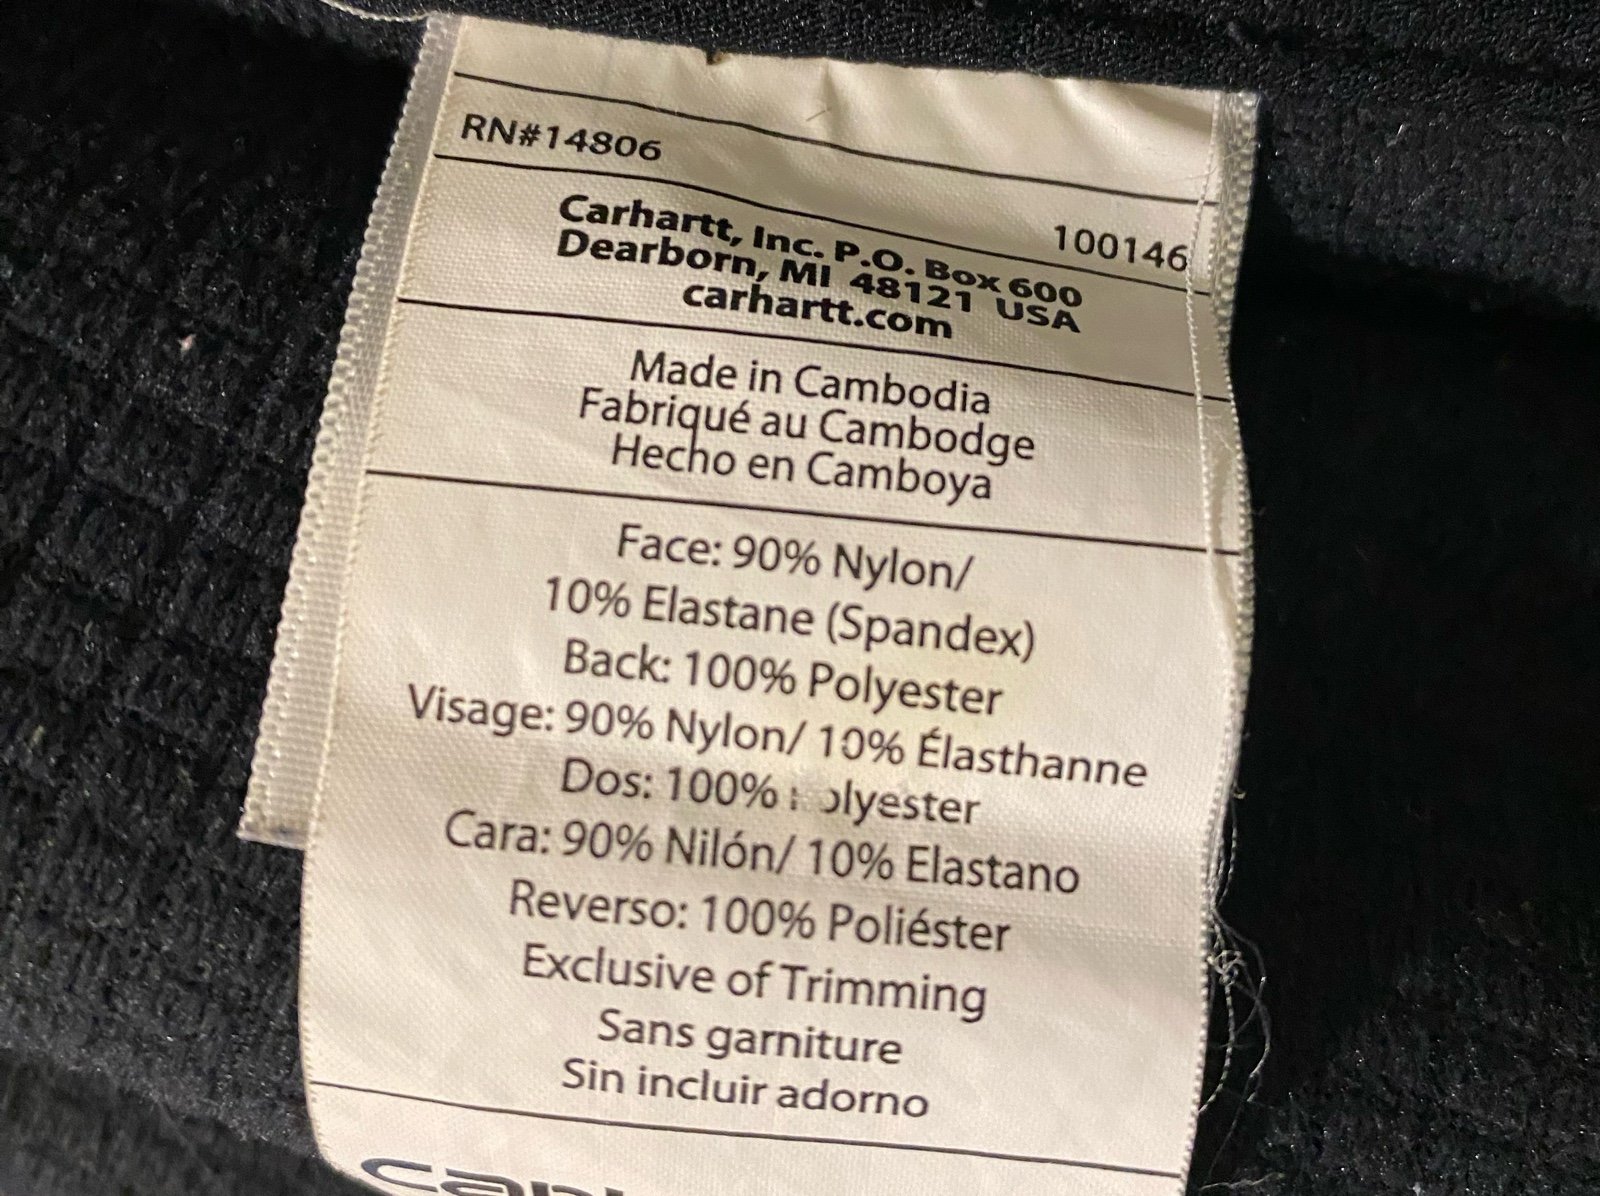 RN#14806
100146
Carhartt, Inc. P.O. Box 600
Dearborn, MI 48121 USA
carhartt.com
Made in Cambodia
Fabriqué au Cambodge
Hecho en Camboya
Face: 90% Nylon/
10% Elastane (Spandex)
Back: 100% Polyester
Visage: 90% Nylon/ 10% Élasthanne
Dos: 100% Polyester
Cara: 90% Nilón/ 10% Elastano
Reverso: 100% Poliéster
Exclusive of Trimming
Sans garniture
Sin incluir adorno